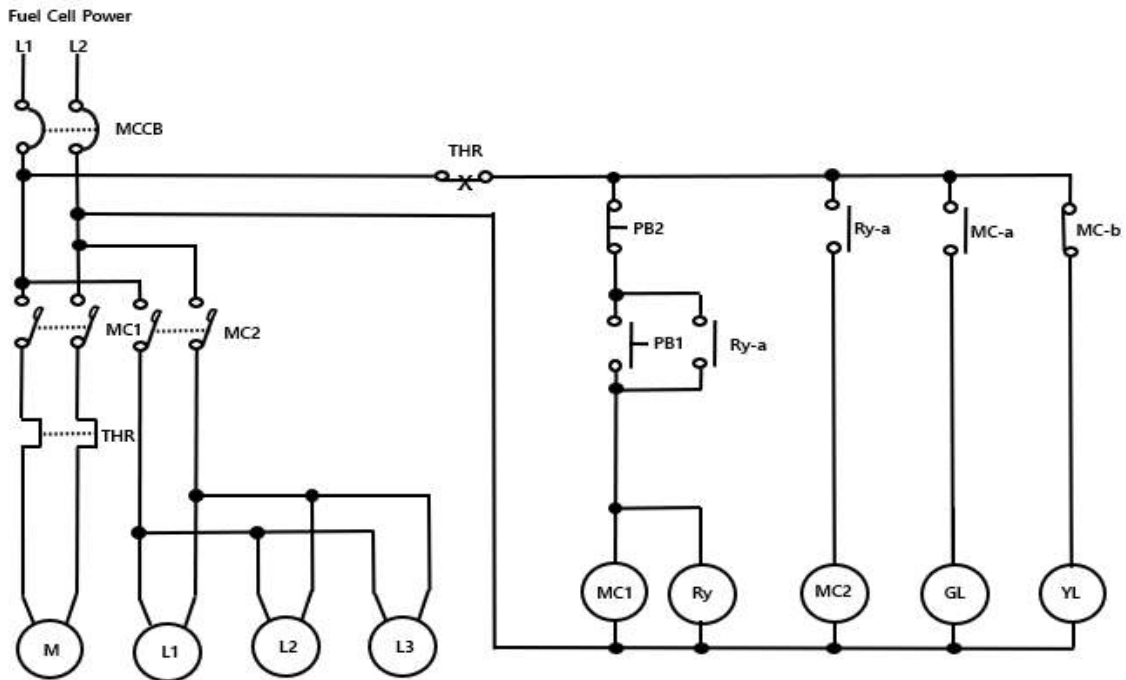 Fuel Cell Power
L1 L2
MCCB
THR
PB2
Ry-a
MC-a
MC-b
MC1
MC2
PB1
Ry-a
THR
MC1
Ry
MC2
GL
YL
M
L1
L2
L3
X